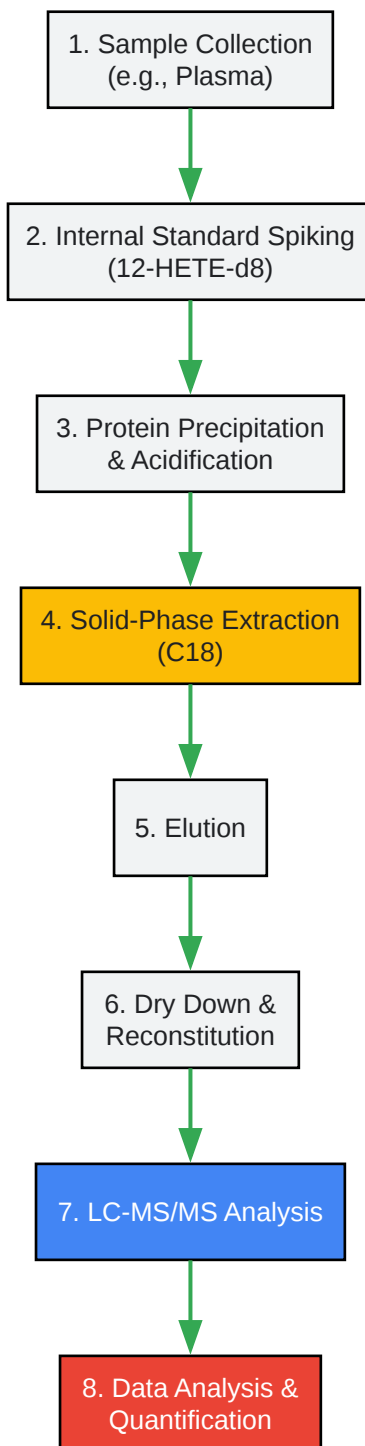 1. Sample Collection
(e.g., Plasma)
2. Internal Standard Spiking
(12-HETE-d8)
3. Protein Precipitation
& Acidification
4. Solid-Phase Extraction
(C18)
5. Elution
6. Dry Down &
Reconstitution
7. LC-MS/MS Analysis
8. Data Analysis &
Quantification